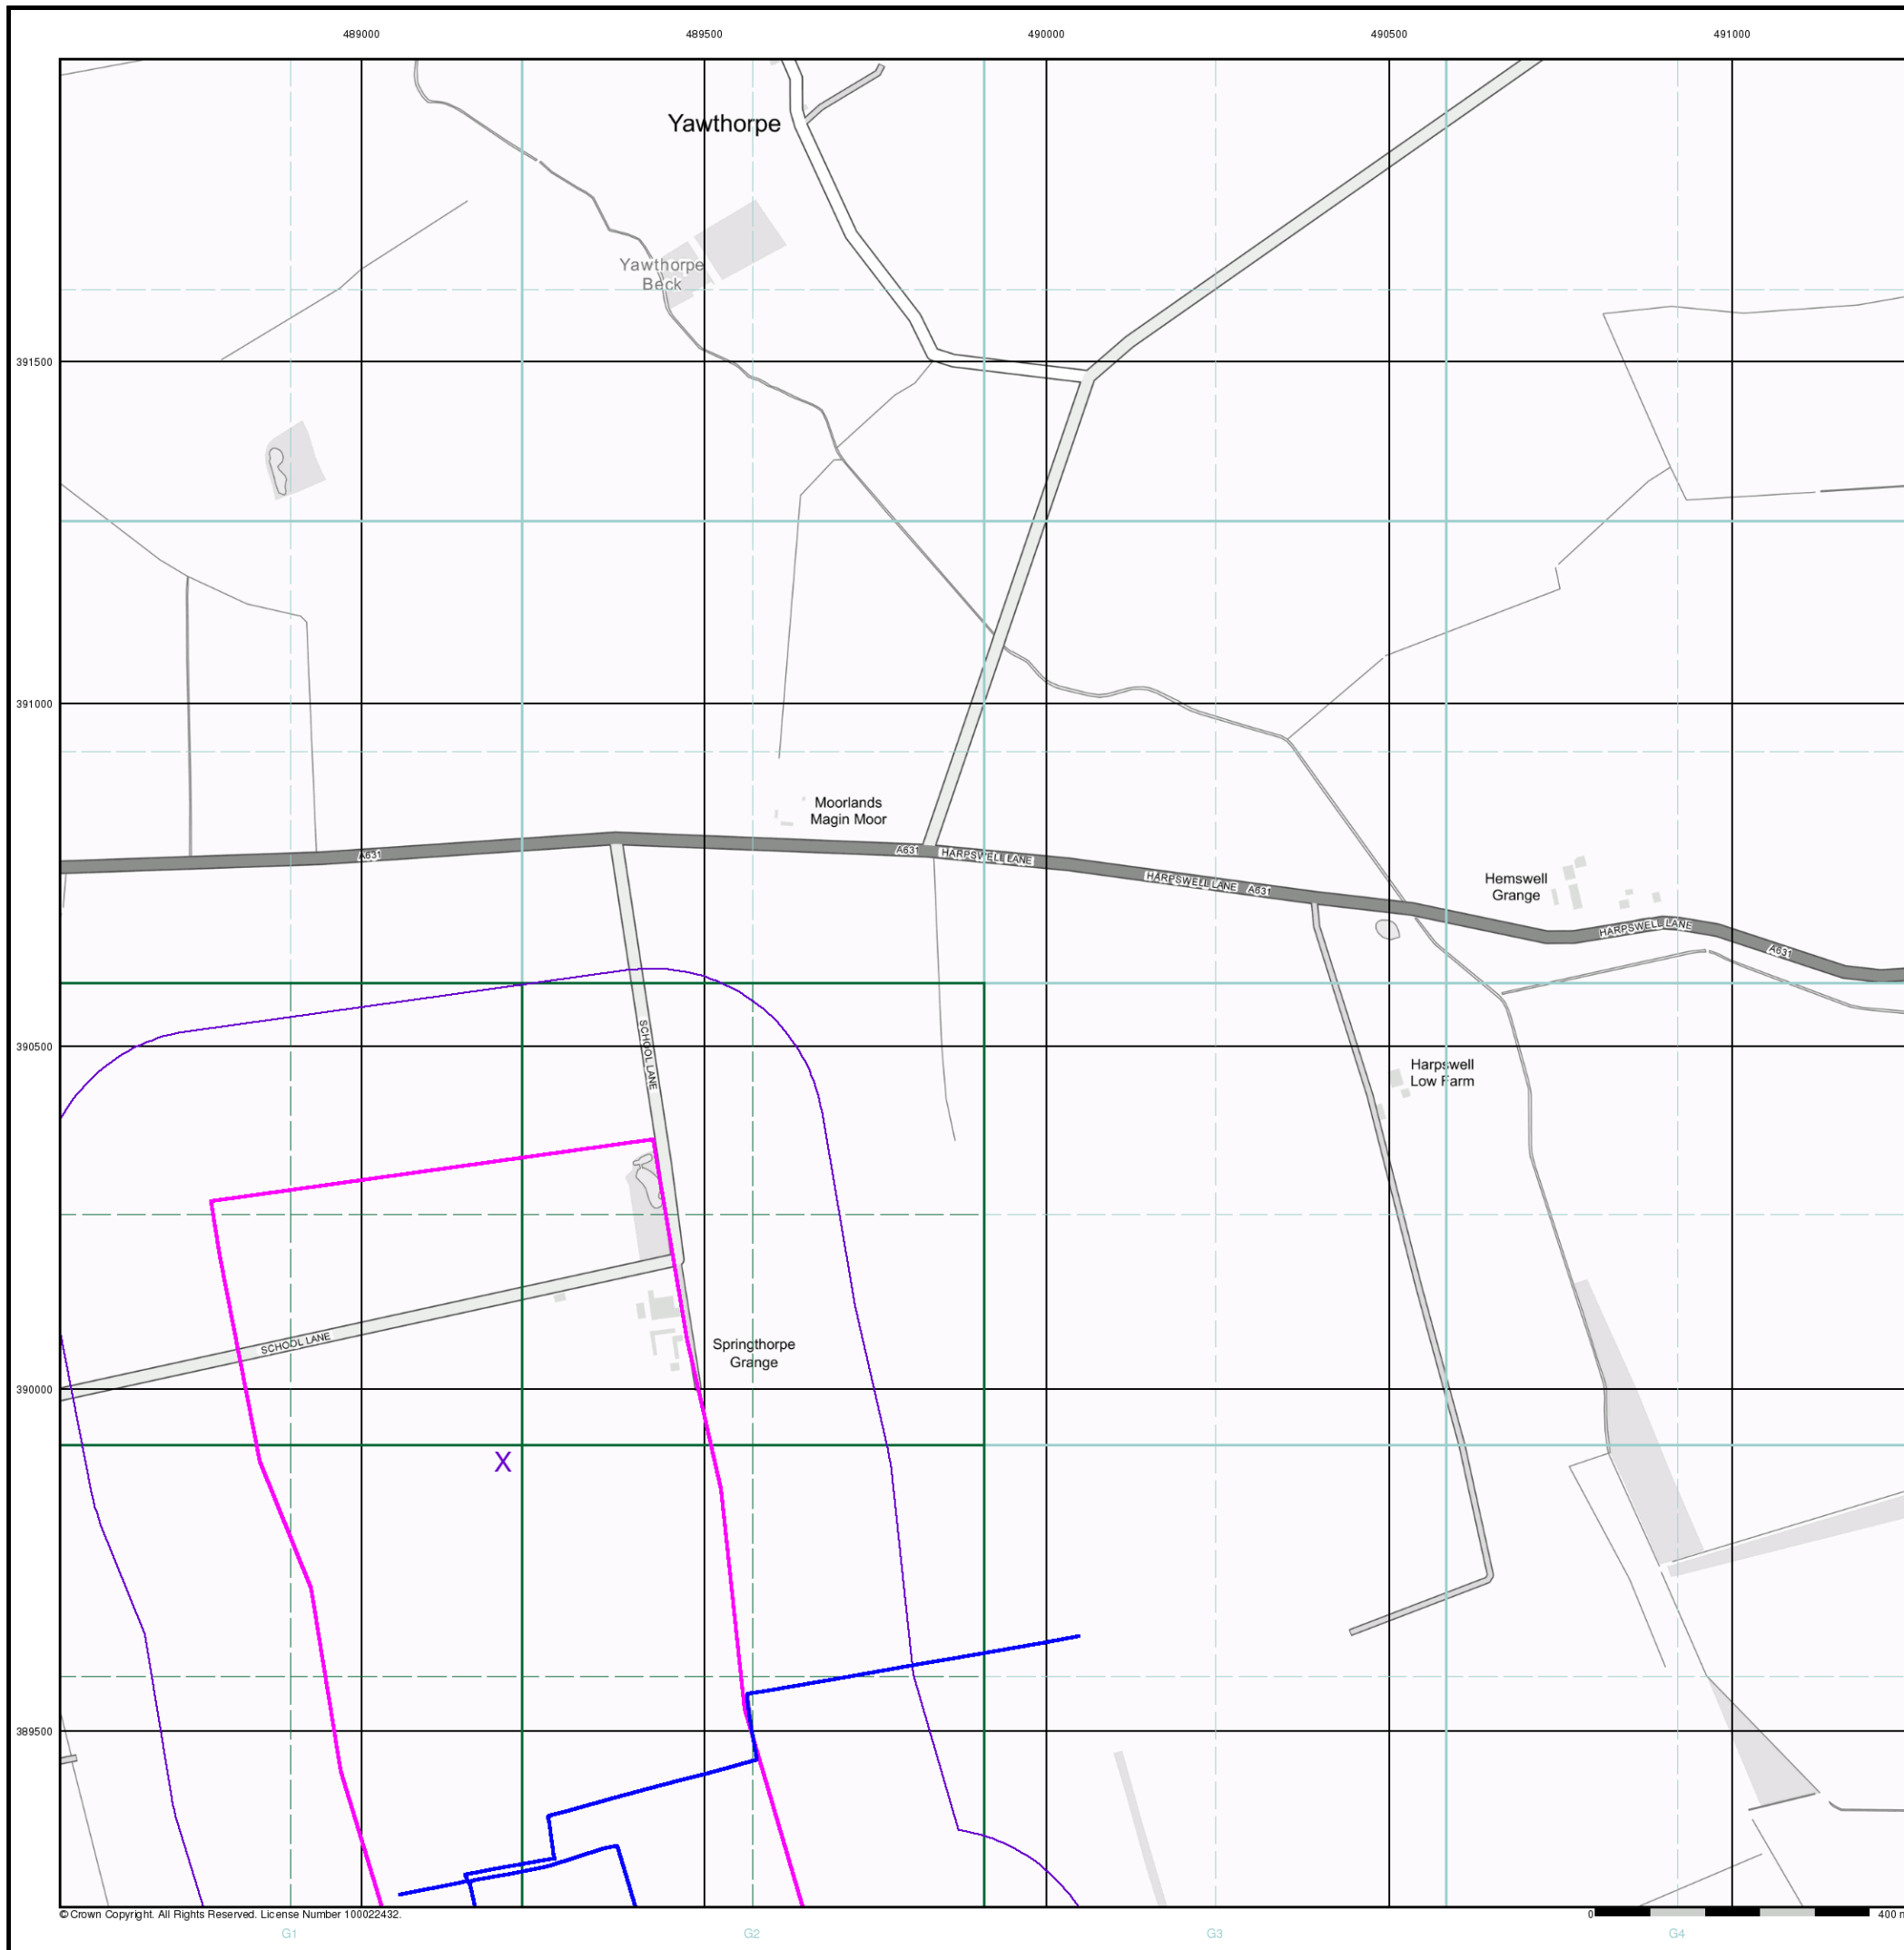 489000 489500 490000 490500 491000
Yawthorpe
Yawthorpe
Beck
391500
391000
Moorlands
Magin Moor
A631
A631
HARPSWELL LANE
HARPSWELL LANE
A631
Hemswell
Grange
HARPSWELL LANE
A631
390500
SCHOOL LANE
Harpswell
Low Farm
SCHOOL LANE
Springthorpe
Grange
390000
X
389500
© Crown Copyright. All Rights Reserved. License Number 100022432.
0 400 m
G1 G2 G3 G4